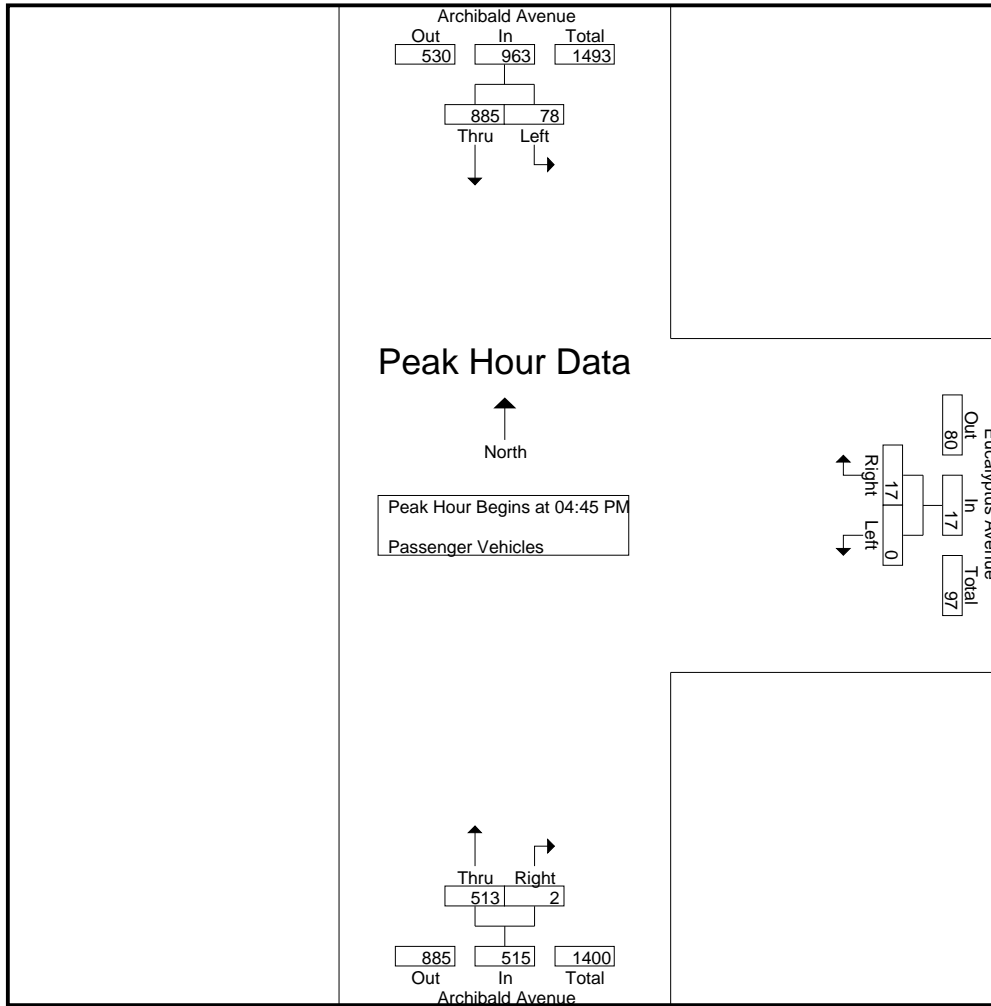 Archibald Avenue
Out In Total
530 963 1493
885 78
Thru Left
Peak Hour Data
North
Peak Hour Begins at 04:45 PM
Passenger Vehicles
Right Left
17 0
Out In Total
80 17 97
Eucalyptus Avenue
Thru Right
513 2
885 515 1400
Out In Total
Archibald Avenue